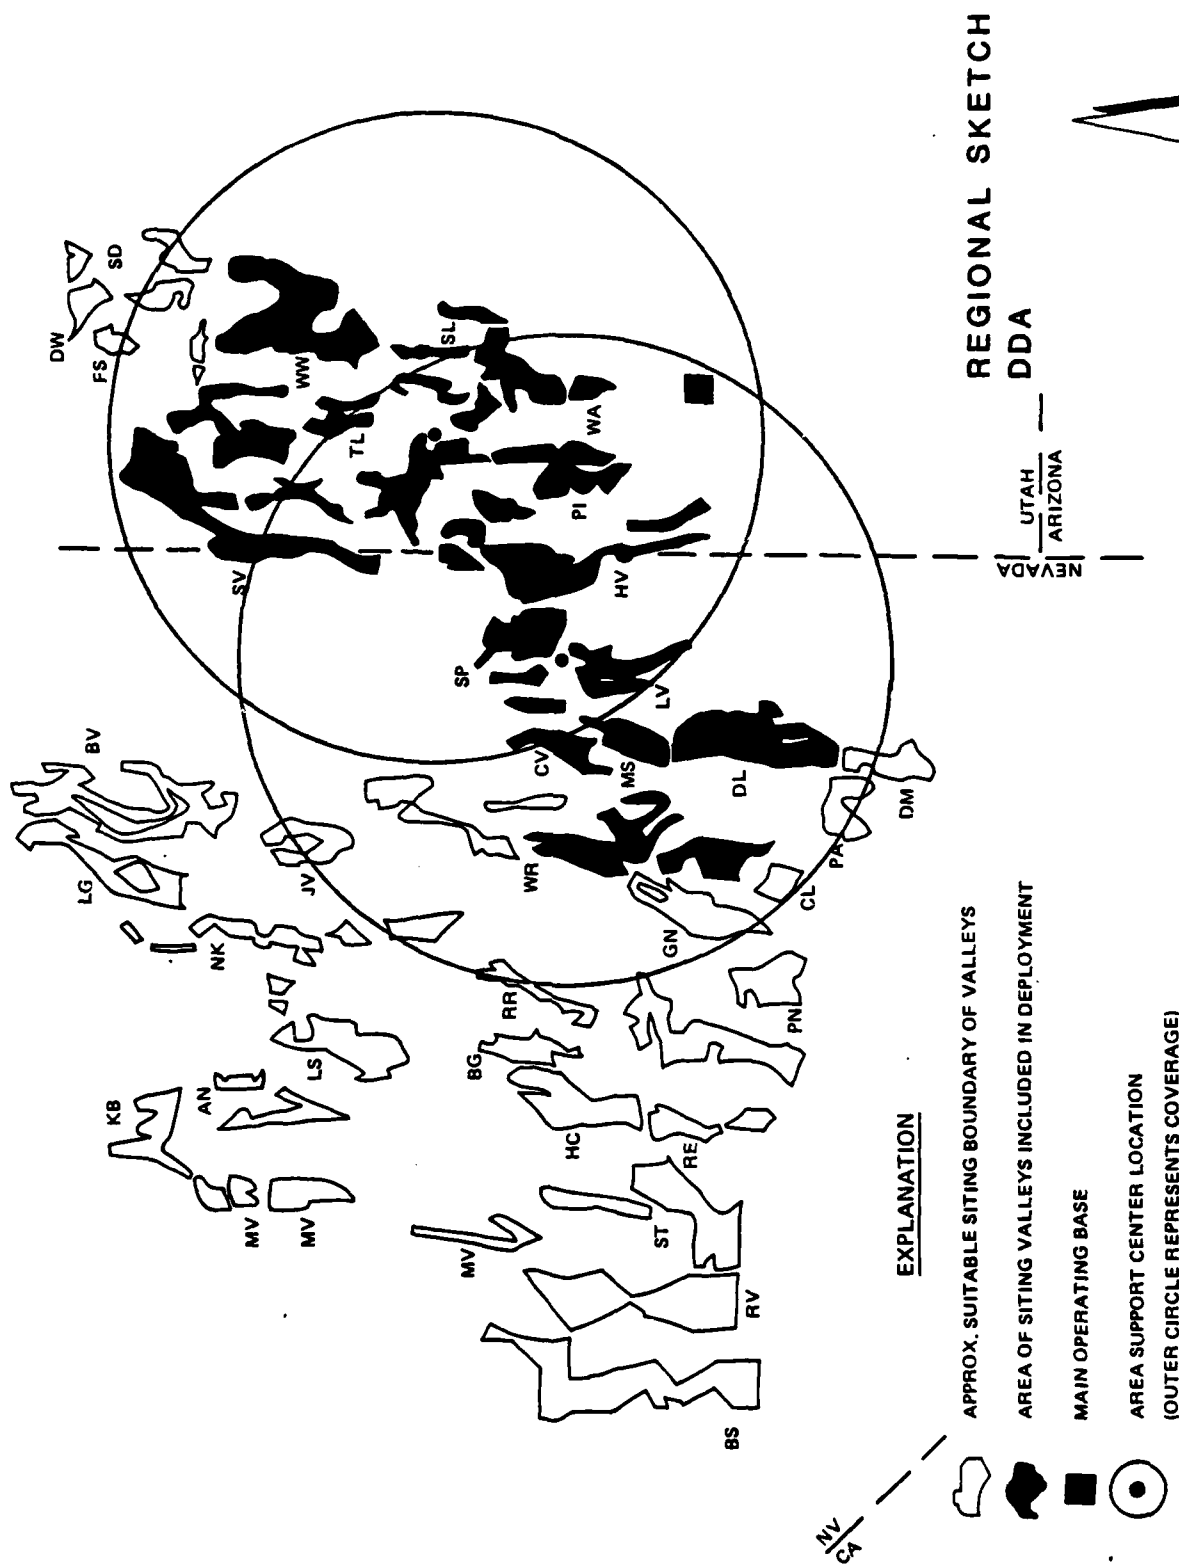 REGIONAL SKETCH
DDA
DW
SD
FS
WW
SL
TL
WA
SV
PI
HV
SP
LV
UTAH
ARIZONA
NEVADA
BV
CV
MS
DL
DM
LG
JV
WR
PA
CL
NK
GN
RR
PN
LS
BG
AN
KB
HC
RE
MV
MV
MV
ST
RV
BS
NV
CA
EXPLANATION
APPROX. SUITABLE SITING BOUNDARY OF VALLEYS
AREA OF SITING VALLEYS INCLUDED IN DEPLOYMENT
MAIN OPERATING BASE
AREA SUPPORT CENTER LOCATION
(OUTER CIRCLE REPRESENTS COVERAGE)